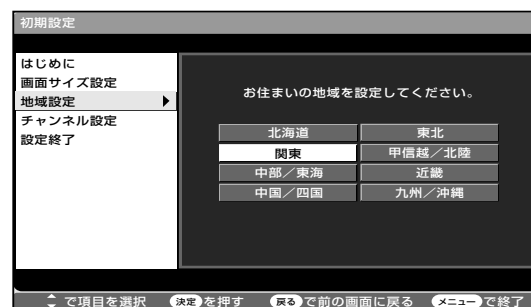 初期設定
はじめに
画面サイズ設定
地域設定
チャンネル設定
設定終了
お住まいの地域を設定してください。
北海道 東北
関東 甲信越／北陸
中部／東海 近畿
中国／四国 九州／沖縄
で項目を選択 決定を押す 戻るで前の画面に戻る メニューで終了